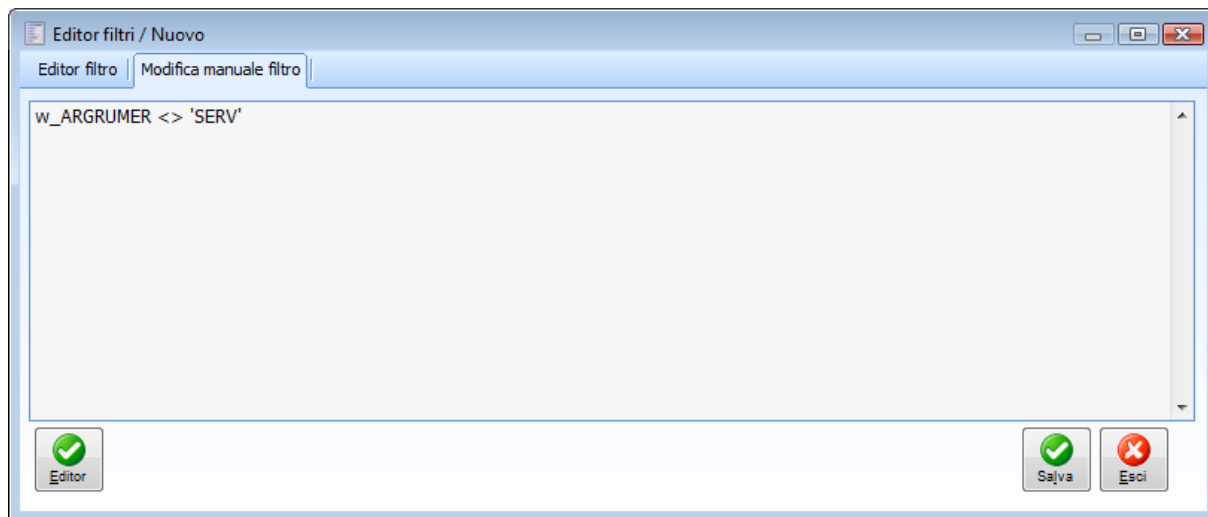 Editor filtri / Nuovo
Editor filtro
Modifica manuale filtro
w_ARGRUMER <> 'SERV'
Editor
Salva
Esci